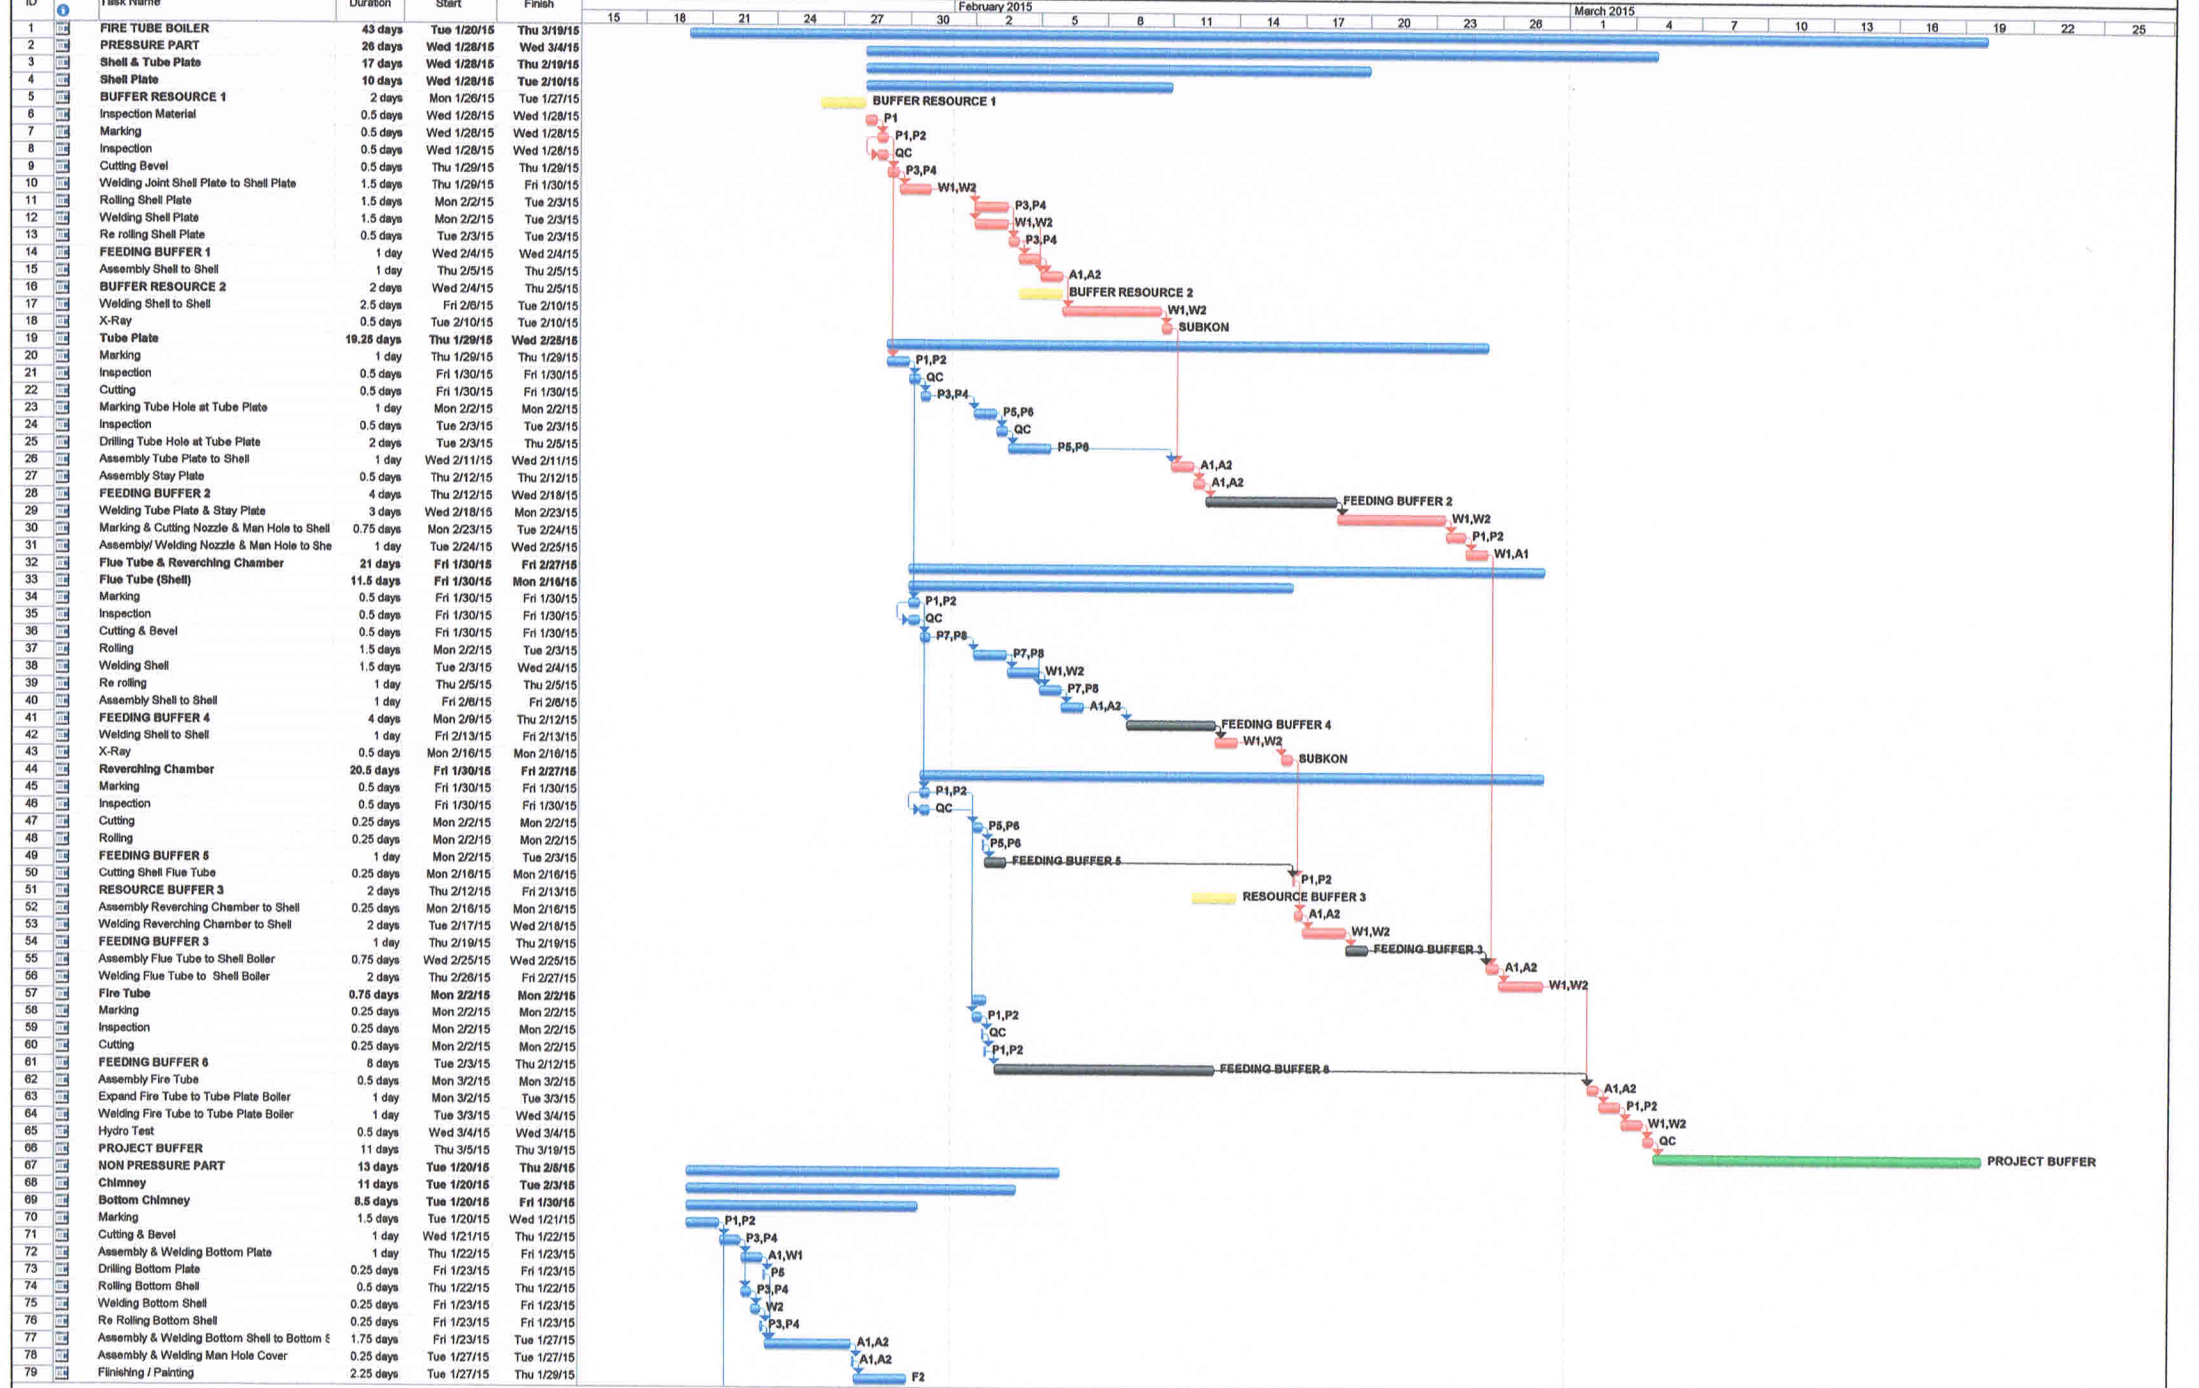 ID Task Name Duration Start Finish February 2015 March 2015
15 18 21 24 27 30 2 5 8 11 14 17 20 23 26 1 4 7 10 13 16 19 22 25
1 FIRE TUBE BOILER 43 days Tue 1/20/15 Thu 3/19/15
2 PRESSURE PART 26 days Wed 1/28/15 Wed 3/4/15
3 Shell & Tube Plate 17 days Wed 1/28/15 Thu 2/19/15
4 Shell Plate 10 days Wed 1/28/15 Tue 2/10/15
5 BUFFER RESOURCE 1 2 days Mon 1/26/15 Tue 1/27/15 BUFFER RESOURCE 1
6 Inspection Material 0.5 days Wed 1/28/15 Wed 1/28/15 P1
7 Marking 0.5 days Wed 1/28/15 Wed 1/28/15 P1,P2
8 Inspection 0.5 days Wed 1/28/15 Wed 1/28/15 QC
9 Cutting Bevel 0.5 days Thu 1/29/15 Thu 1/29/15 P3,P4
10 Welding Joint Shell Plate to Shell Plate 1.5 days Thu 1/29/15 Fri 1/30/15 W1,W2
11 Rolling Shell Plate 1.5 days Mon 2/2/15 Tue 2/3/15 P3,P4
12 Welding Shell Plate 1.5 days Mon 2/2/15 Tue 2/3/15 W1,W2
13 Re rolling Shell Plate 0.5 days Tue 2/3/15 Tue 2/3/15 P3,P4
14 FEEDING BUFFER 1 1 day Wed 2/4/15 Wed 2/4/15
15 Assembly Shell to Shell 1 day Thu 2/5/15 Thu 2/5/15 A1,A2
16 BUFFER RESOURCE 2 2 days Wed 2/4/15 Thu 2/5/15 BUFFER RESOURCE 2
17 Welding Shell to Shell 2.5 days Fri 2/6/15 Tue 2/10/15 W1,W2
18 X-Ray 0.5 days Tue 2/10/15 Tue 2/10/15 SUBKON
19 Tube Plate 19.25 days Thu 1/29/15 Wed 2/25/15
20 Marking 1 day Thu 1/29/15 Thu 1/29/15 P1,P2
21 Inspection 0.5 days Fri 1/30/15 Fri 1/30/15 QC
22 Cutting 0.5 days Fri 1/30/15 Fri 1/30/15 P3,P4
23 Marking Tube Hole at Tube Plate 1 day Mon 2/2/15 Mon 2/2/15 P5,P6
24 Inspection 0.5 days Tue 2/3/15 Tue 2/3/15 QC
25 Drilling Tube Hole at Tube Plate 2 days Tue 2/3/15 Thu 2/5/15 P5,P6
26 Assembly Tube Plate to Shell 1 day Wed 2/11/15 Wed 2/11/15 A1,A2
27 Assembly Stay Plate 0.5 days Thu 2/12/15 Thu 2/12/15 A1,A2
28 FEEDING BUFFER 2 4 days Thu 2/12/15 Wed 2/18/15 FEEDING BUFFER 2
29 Welding Tube Plate & Stay Plate 3 days Wed 2/18/15 Mon 2/23/15 W1,W2
30 Marking & Cutting Nozzle & Man Hole to Shell 0.75 days Mon 2/23/15 Tue 2/24/15 P1,P2
31 Assembly/ Welding Nozzle & Man Hole to She 1 day Tue 2/24/15 Wed 2/25/15 W1,A1
32 Flue Tube & Reverching Chamber 21 days Fri 1/30/15 Fri 2/27/15
33 Flue Tube (Shell) 11.5 days Fri 1/30/15 Mon 2/16/15
34 Marking 0.5 days Fri 1/30/15 Fri 1/30/15 P1,P2
35 Inspection 0.5 days Fri 1/30/15 Fri 1/30/15 QC
36 Cutting & Bevel 0.5 days Fri 1/30/15 Fri 1/30/15 P7,P8
37 Rolling 1.5 days Mon 2/2/15 Tue 2/3/15 P7,P8
38 Welding Shell 1.5 days Tue 2/3/15 Wed 2/4/15 W1,W2
39 Re rolling 1 day Thu 2/5/15 Thu 2/5/15 P7,P8
40 Assembly Shell to Shell 1 day Fri 2/6/15 Fri 2/6/15 A1,A2
41 FEEDING BUFFER 4 4 days Mon 2/9/15 Thu 2/12/15 FEEDING BUFFER 4
42 Welding Shell to Shell 1 day Fri 2/13/15 Fri 2/13/15 W1,W2
43 X-Ray 0.5 days Mon 2/16/15 Mon 2/16/15 SUBKON
44 Reverching Chamber 20.5 days Fri 1/30/15 Fri 2/27/15
45 Marking 0.5 days Fri 1/30/15 Fri 1/30/15 P1,P2
46 Inspection 0.5 days Fri 1/30/15 Fri 1/30/15 QC
47 Cutting 0.25 days Mon 2/2/15 Mon 2/2/15 P5,P6
48 Rolling 0.25 days Mon 2/2/15 Mon 2/2/15 P5,P6
49 FEEDING BUFFER 5 1 day Mon 2/2/15 Tue 2/3/15 FEEDING BUFFER 5
50 Cutting Shell Flue Tube 0.25 days Mon 2/16/15 Mon 2/16/15 P1,P2
51 RESOURCE BUFFER 3 2 days Thu 2/12/15 Fri 2/13/15 RESOURCE BUFFER 3
52 Assembly Reverching Chamber to Shell 0.25 days Mon 2/16/15 Mon 2/16/15 A1,A2
53 Welding Reverching Chamber to Shell 2 days Tue 2/17/15 Wed 2/18/15 W1,W2
54 FEEDING BUFFER 3 1 day Thu 2/19/15 Thu 2/19/15 FEEDING BUFFER 3
55 Assembly Flue Tube to Shell Boiler 0.75 days Wed 2/25/15 Wed 2/25/15 A1,A2
56 Welding Flue Tube to Shell Boiler 2 days Thu 2/26/15 Fri 2/27/15 W1,W2
57 Fire Tube 0.75 days Mon 2/2/15 Mon 2/2/15
58 Marking 0.25 days Mon 2/2/15 Mon 2/2/15 P1,P2
59 Inspection 0.25 days Mon 2/2/15 Mon 2/2/15 QC
60 Cutting 0.25 days Mon 2/2/15 Mon 2/2/15 P1,P2
61 FEEDING BUFFER 6 8 days Tue 2/3/15 Thu 2/12/15 FEEDING BUFFER 6
62 Assembly Fire Tube 0.5 days Mon 3/2/15 Mon 3/2/15 A1,A2
63 Expand Fire Tube to Tube Plate Boiler 1 day Mon 3/2/15 Tue 3/3/15 P1,P2
64 Welding Fire Tube to Tube Plate Boiler 1 day Tue 3/3/15 Wed 3/4/15 W1,W2
65 Hydro Test 0.5 days Wed 3/4/15 Wed 3/4/15 QC
66 PROJECT BUFFER 11 days Thu 3/5/15 Thu 3/19/15 PROJECT BUFFER
67 NON PRESSURE PART 13 days Tue 1/20/15 Thu 2/5/15
68 Chimney 11 days Tue 1/20/15 Tue 2/3/15
69 Bottom Chimney 8.5 days Tue 1/20/15 Fri 1/30/15
70 Marking 1.5 days Tue 1/20/15 Wed 1/21/15 P1,P2
71 Cutting & Bevel 1 day Wed 1/21/15 Thu 1/22/15 P3,P4
72 Assembly & Welding Bottom Plate 1 day Thu 1/22/15 Fri 1/23/15 A1,W1
73 Drilling Bottom Plate 0.25 days Fri 1/23/15 Fri 1/23/15 P5
74 Rolling Bottom Shell 0.5 days Thu 1/22/15 Thu 1/22/15 P3,P4
75 Welding Bottom Shell 0.25 days Fri 1/23/15 Fri 1/23/15 W2
76 Re Rolling Bottom Shell 0.25 days Fri 1/23/15 Fri 1/23/15 P3,P4
77 Assembly & Welding Bottom Shell to Bottom S 1.75 days Fri 1/23/15 Tue 1/27/15 A1,A2
78 Assembly & Welding Man Hole Cover 0.25 days Tue 1/27/15 Tue 1/27/15 A1,A2
79 Flinishing / Painting 2.25 days Tue 1/27/15 Thu 1/29/15 F2